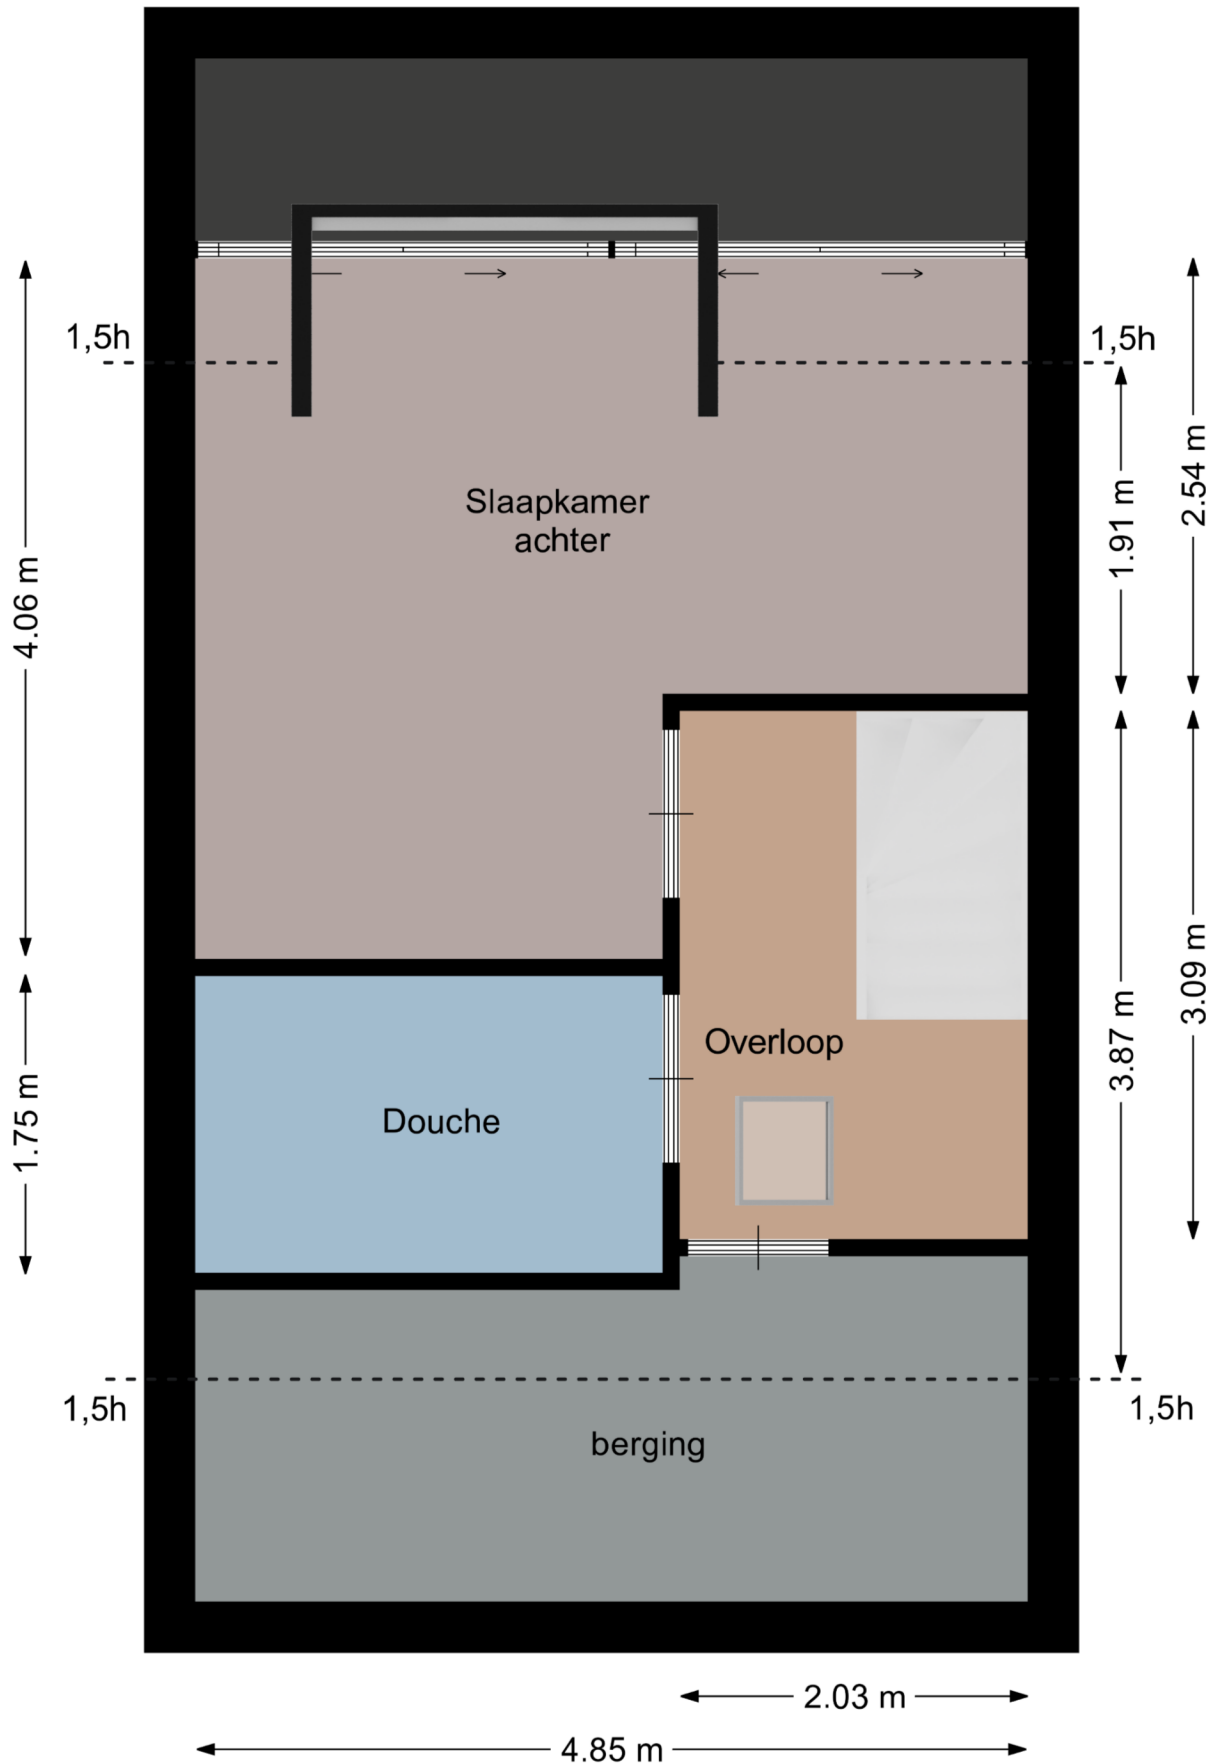 1,5h
1,5h
2.54 m
1.91 m
Slaapkamer
achter
4.06 m
3.09 m
3.87 m
Overloop
1.75 m
Douche
1,5h
1,5h
berging
2.03 m
4.85 m